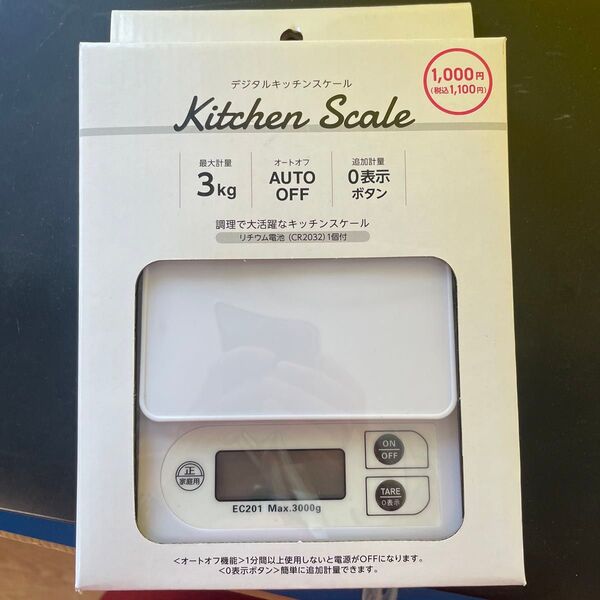 デジタルキッチンスケール
Kitchen Scale
1,000円
(税込1,100円)
最大計量
3kg
オートオフ
AUTO
OFF
追加計量
0表示
ボタン
調理で大活躍なキッチンスケール
リチウム電池(CR2032)1個付
正
家庭用
ON
OFF
TARE
0表示
EC201 Max.3000g
<オートオフ機能>1分間以上使用しないと電源がOFFになります。
<0表示ボタン>簡単に追加計量できます。